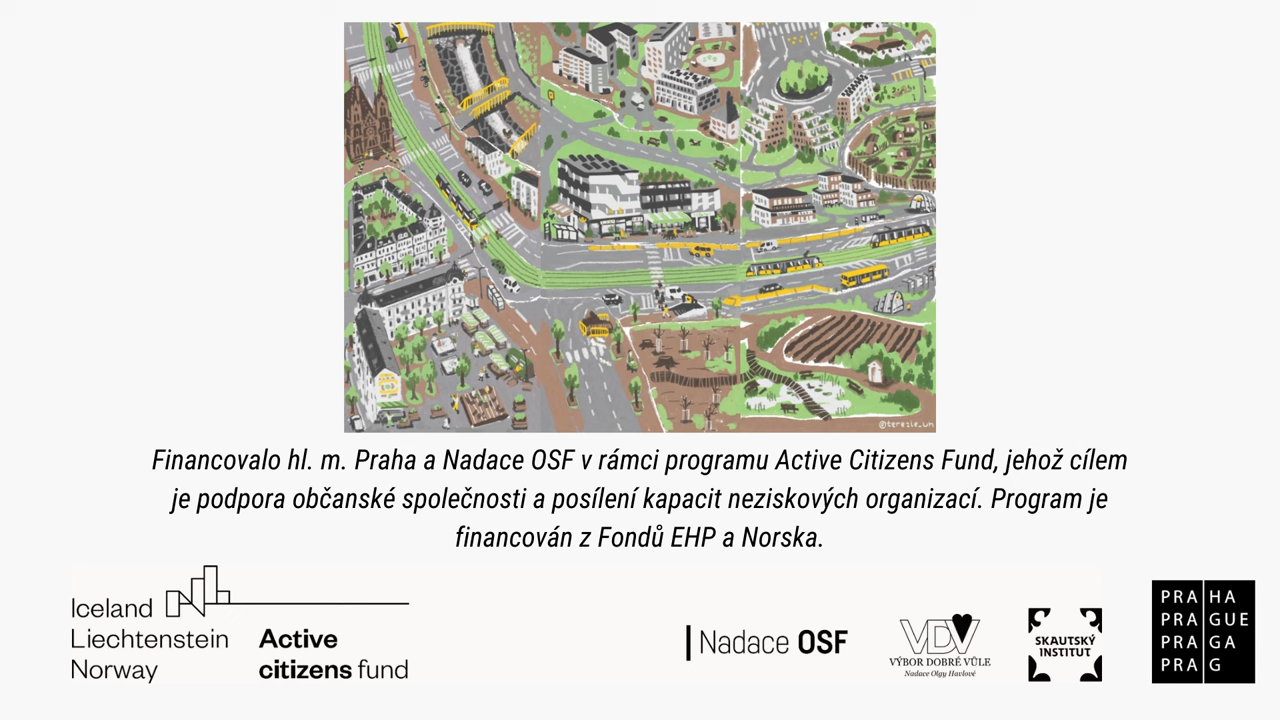 @terezie_un
Financovalo hl. m. Praha a Nadace OSF v rámci programu Active Citizens Fund, jehož cílem
je podpora občanské společnosti a posílení kapacit neziskových organizací. Program je
financován z Fondů EHP a Norska.
Iceland
Liechtenstein
Norway
Active
citizens fund
Nadace OSF
VDV
VÝBOR DOBRÉ VŮLE
Nadace Olgy Havlové
SKAUTSKÝ
INSTITUT
PRA HA
PRA GUE
PRA GA
PRA G